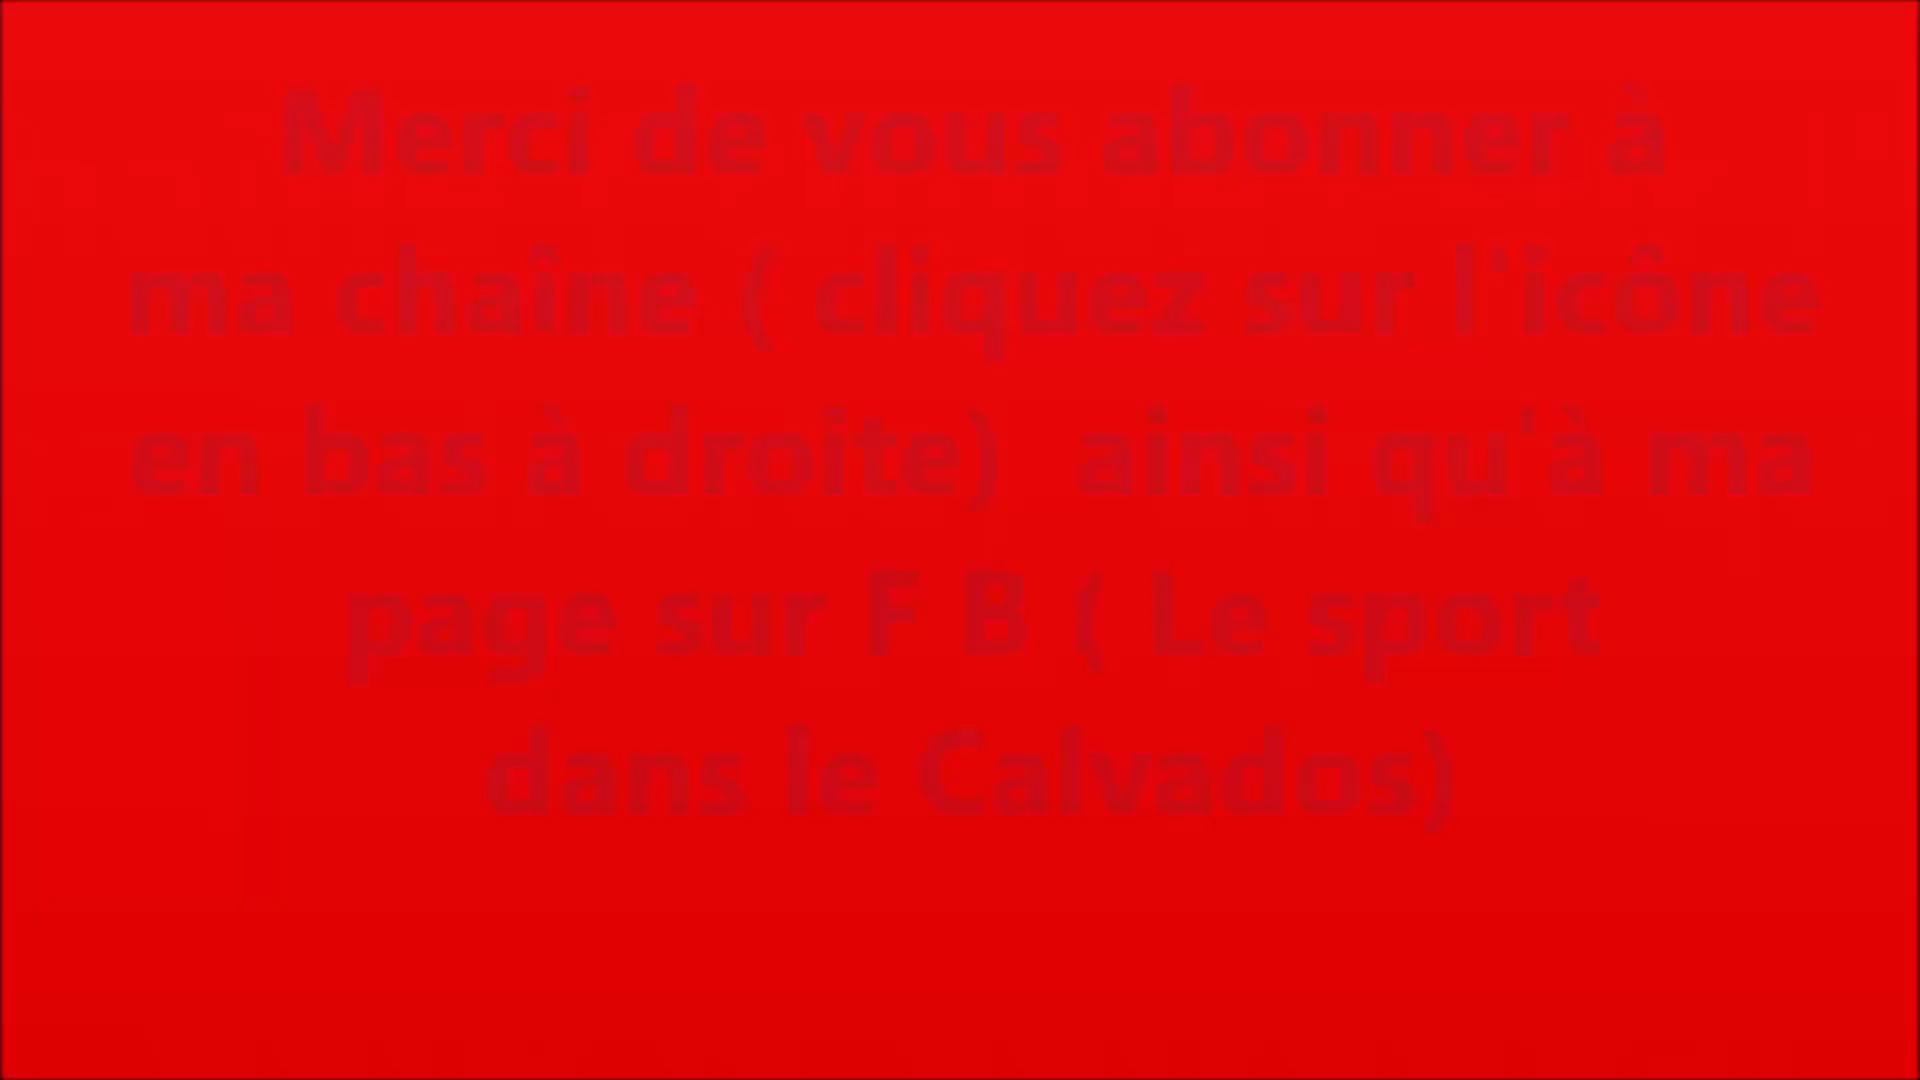 Merci de vous abonner à
ma chaîne ( cliquez sur l'icône
en bas à droite)  ainsi qu'à ma
page sur F B ( Le sport
dans le Calvados)